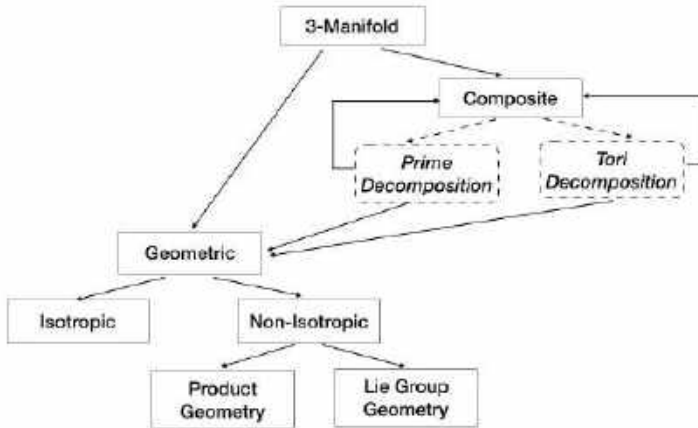 3-Manifold
Composite
Prime
Decomposition
Tori
Decomposition
Geometric
Isotropic
Non-Isotropic
Product
Geometry
Lie Group
Geometry